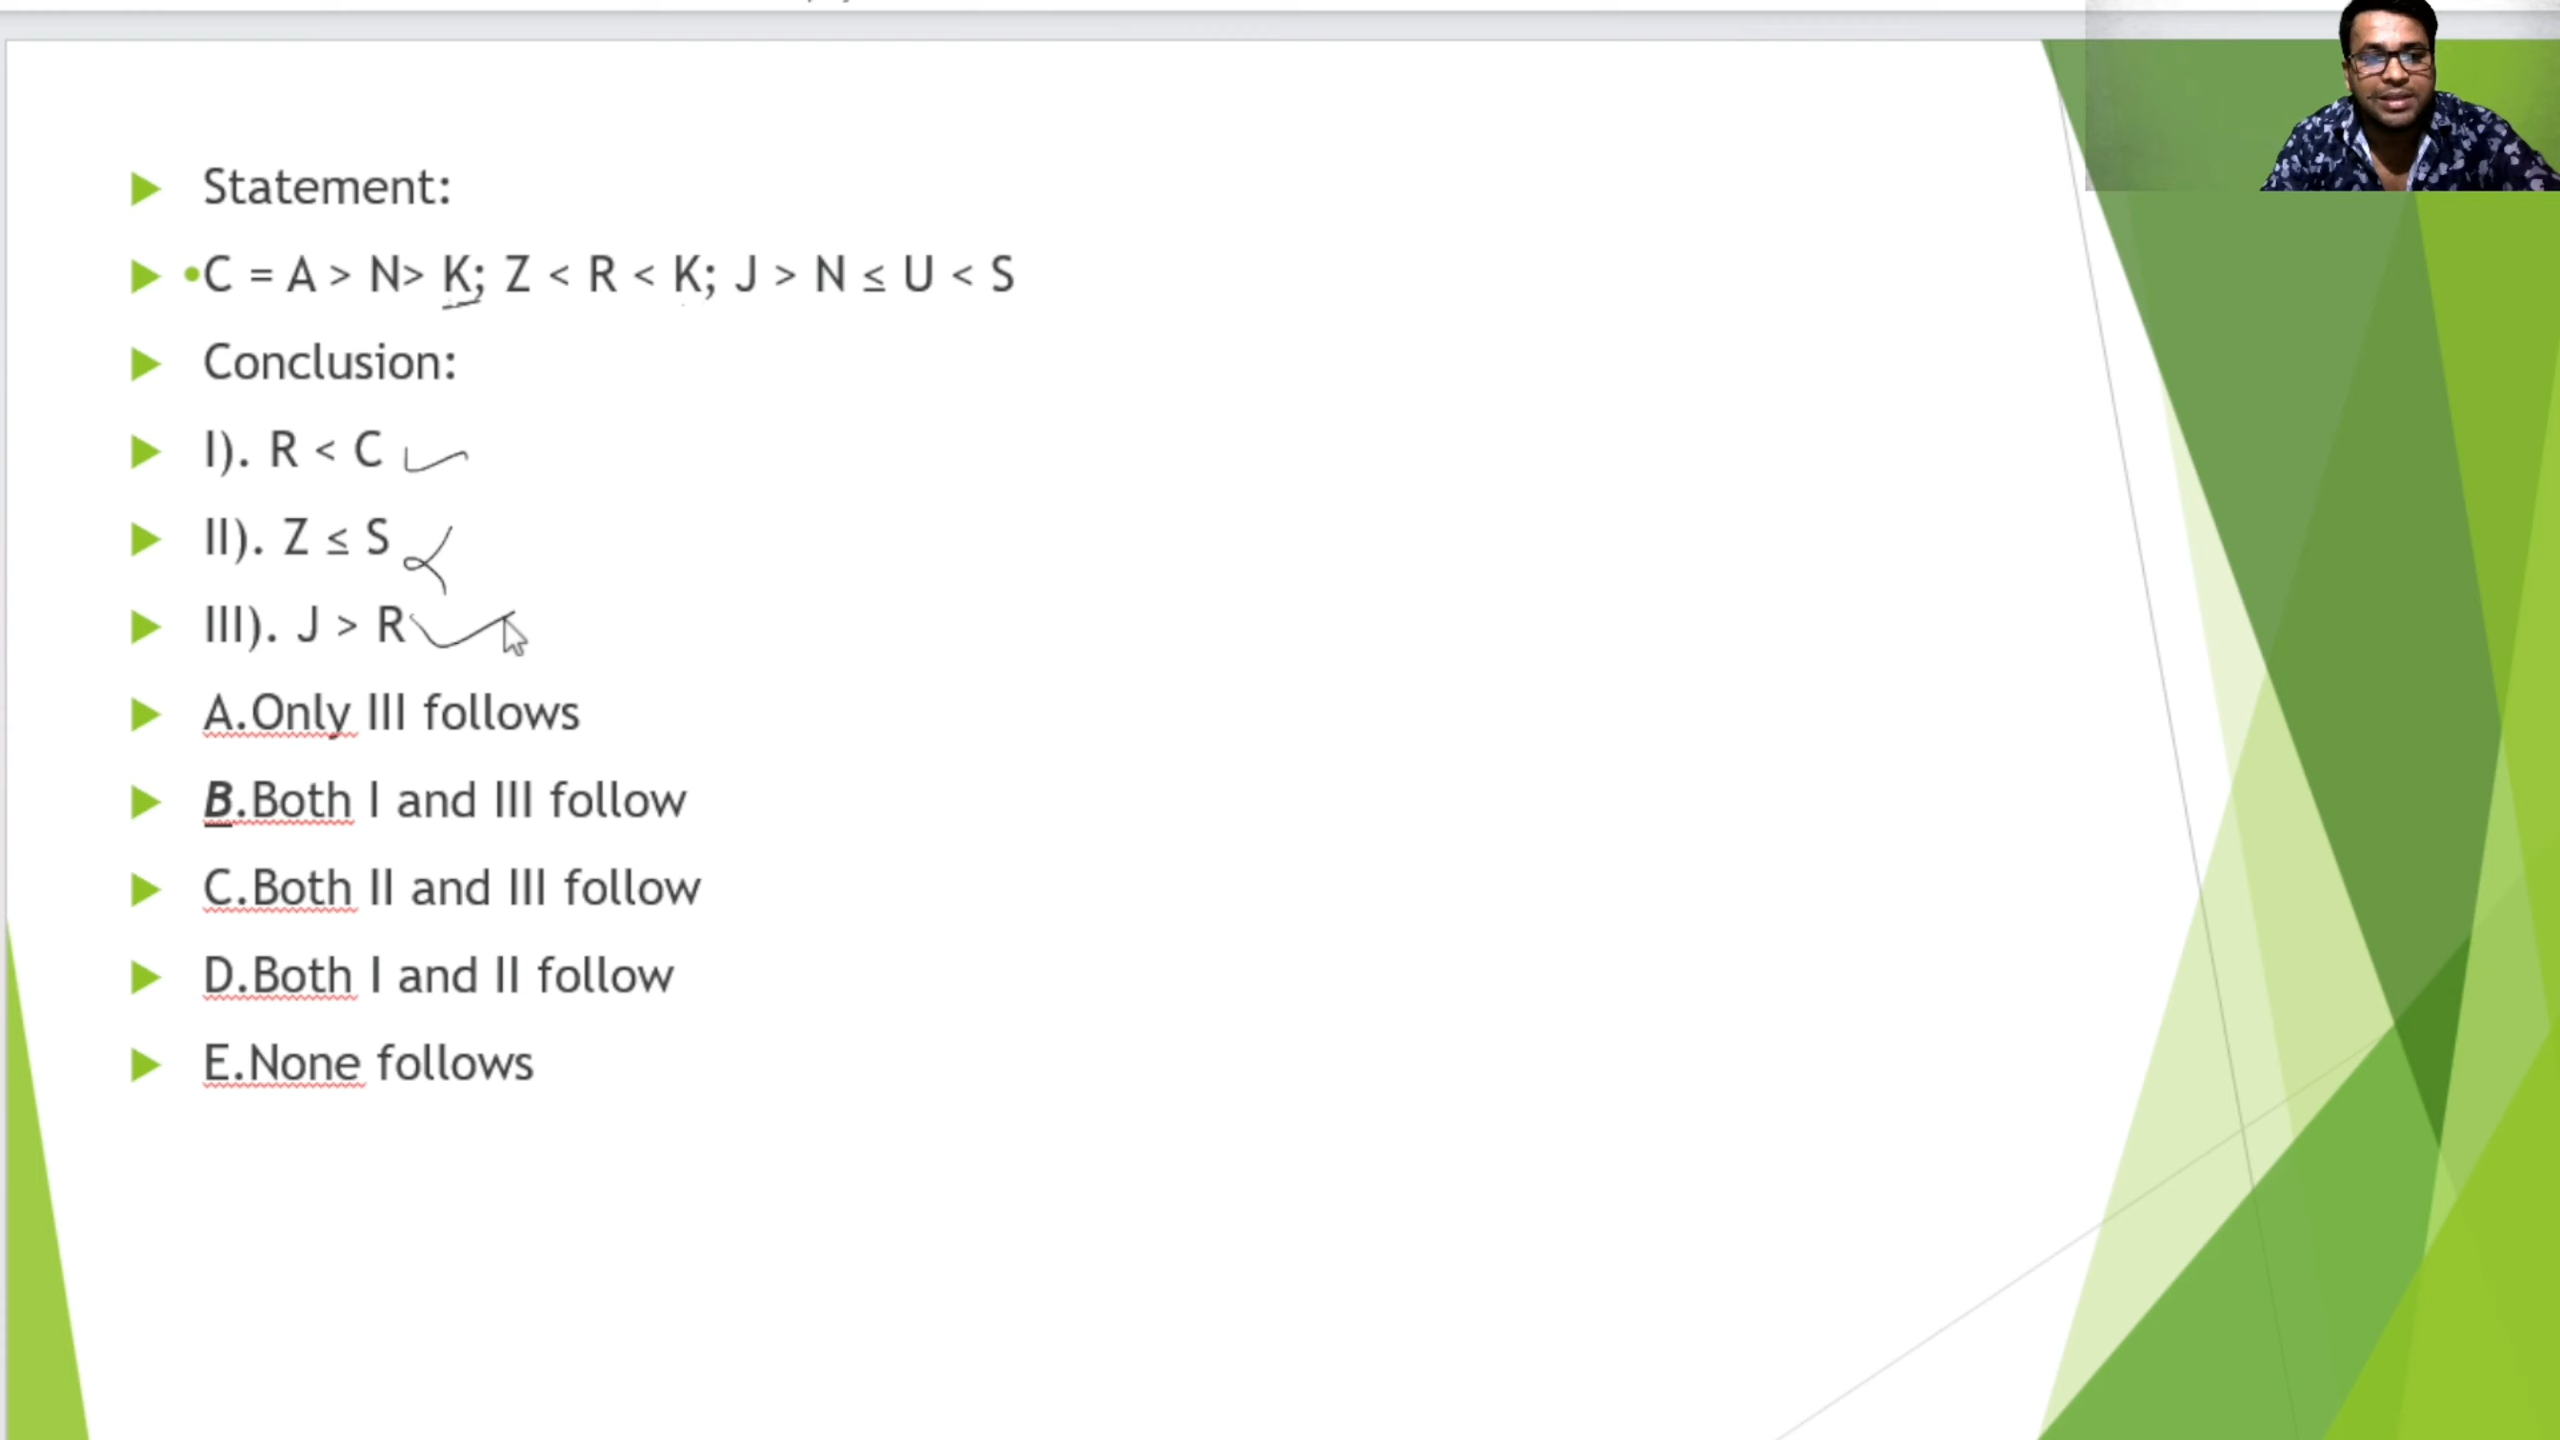 Statement:
•C = A > N> K; Z < R < K; J > N ≤ U < S
Conclusion:
I). R < C
II). Z ≤ S
III). J > R
A.Only III follows
B.Both I and III follow
C.Both II and III follow
D.Both I and II follow
E.None follows